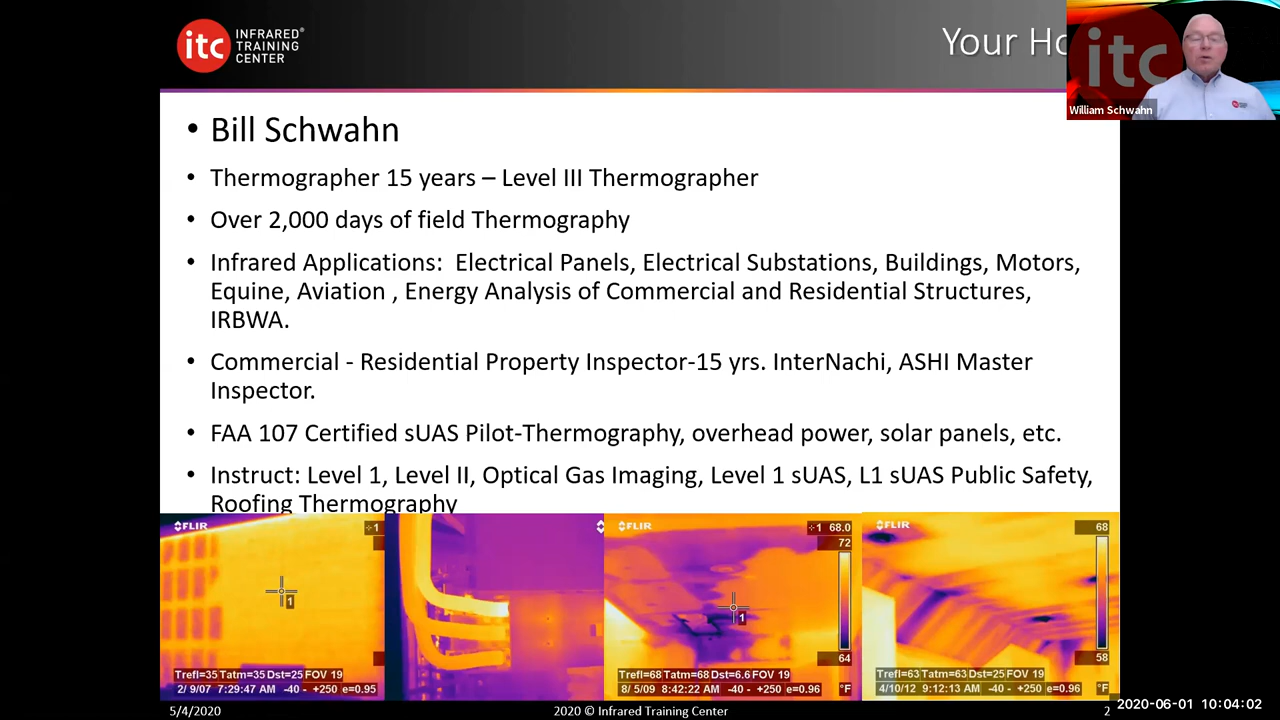 itc INFRARED®
TRAINING
CENTER
Your Ho
itc
William Schwahn
• Bill Schwahn
• Thermographer 15 years – Level III Thermographer
• Over 2,000 days of field Thermography
• Infrared Applications:  Electrical Panels, Electrical Substations, Buildings, Motors,
Equine, Aviation , Energy Analysis of Commercial and Residential Structures,
IRBWA.
• Commercial - Residential Property Inspector-15 yrs. InterNachi, ASHI Master
Inspector.
• FAA 107 Certified sUAS Pilot-Thermography, overhead power, solar panels, etc.
• Instruct: Level 1, Level II, Optical Gas Imaging, Level 1 sUAS, L1 sUAS Public Safety,
Roofing Thermography
FLIR
1
1
Trefl=35 Tatm=35 Dst=25 FOV 19
2/ 9/07 7:29:47 AM -40 - +250 e=0.95
FLIR
1 68.0
72
1
64
Trefl=68 Tatm=68 Dst=6.6 FOV 19
8/ 5/09 8:42:22 AM -40 - +250 e=0.96 °F
FLIR
68
58
Trefl=63 Tatm=63 Dst=25 FOV 19
4/10/12 9:12:13 AM -40 - +250 e=0.96 °F
5/4/2020
2020 © Infrared Training Center
2
2020-06-01 10:04:02